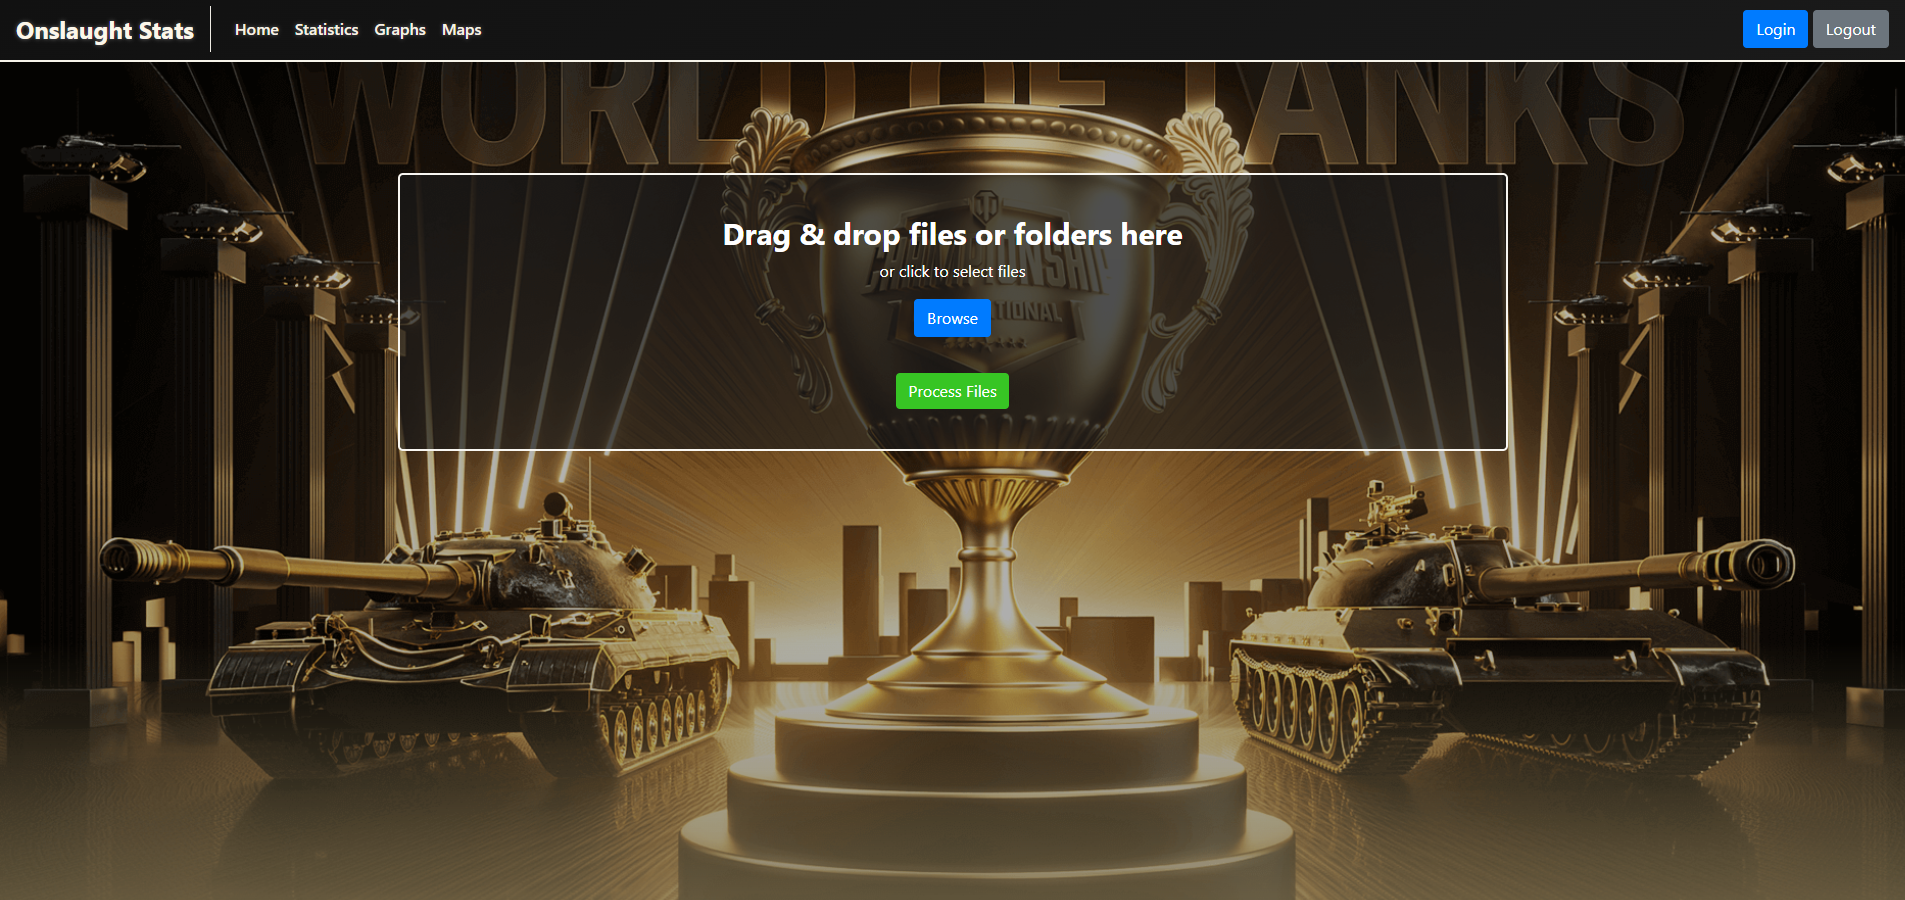 Onslaught Stats
Home
Statistics
Graphs
Maps
Login
Logout
WORLD OF TANKS
Drag & drop files or folders here
or click to select files
CHAMPIONSHIP
Browse
Process Files